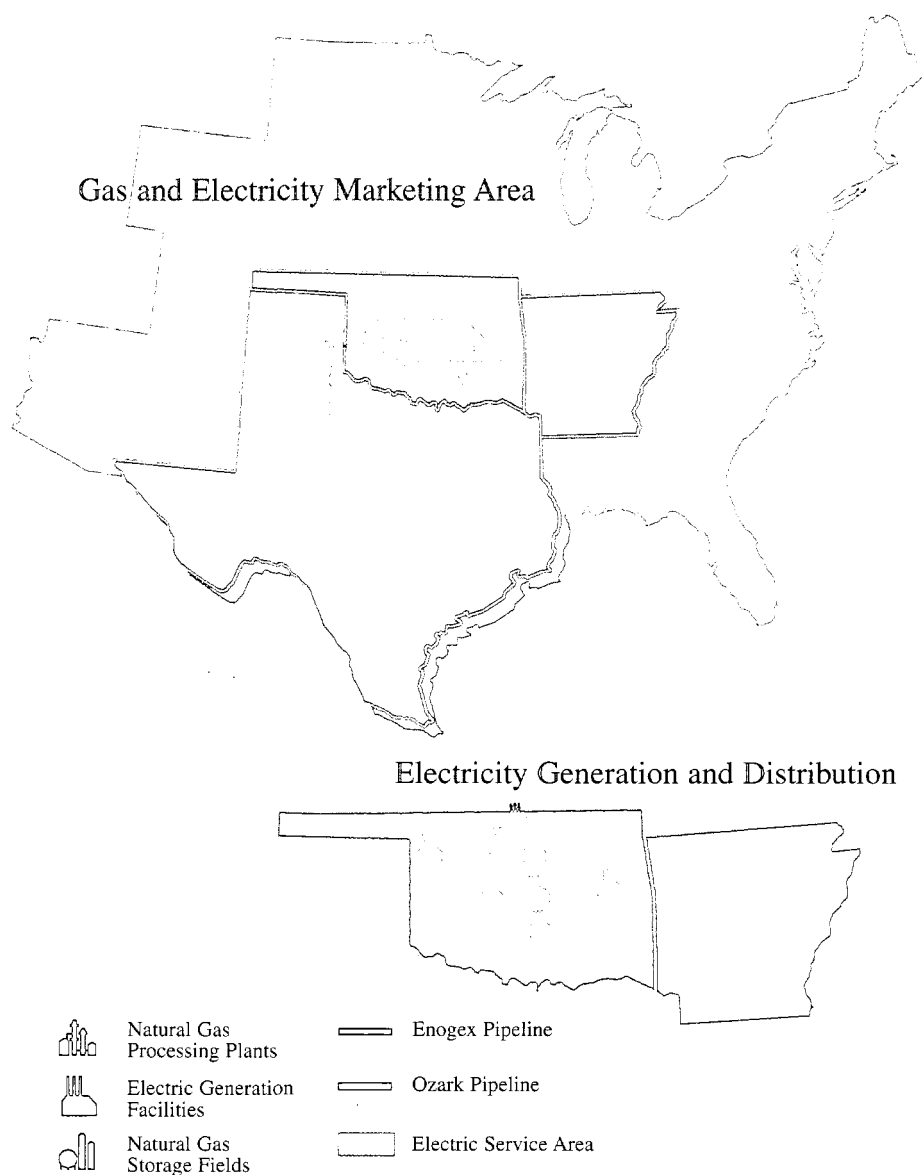 Gas and Electricity Marketing Area
Electricity Generation and Distribution
Natural Gas
Processing Plants
Enogex Pipeline
Electric Generation
Facilities
Ozark Pipeline
Natural Gas
Storage Fields
Electric Service Area